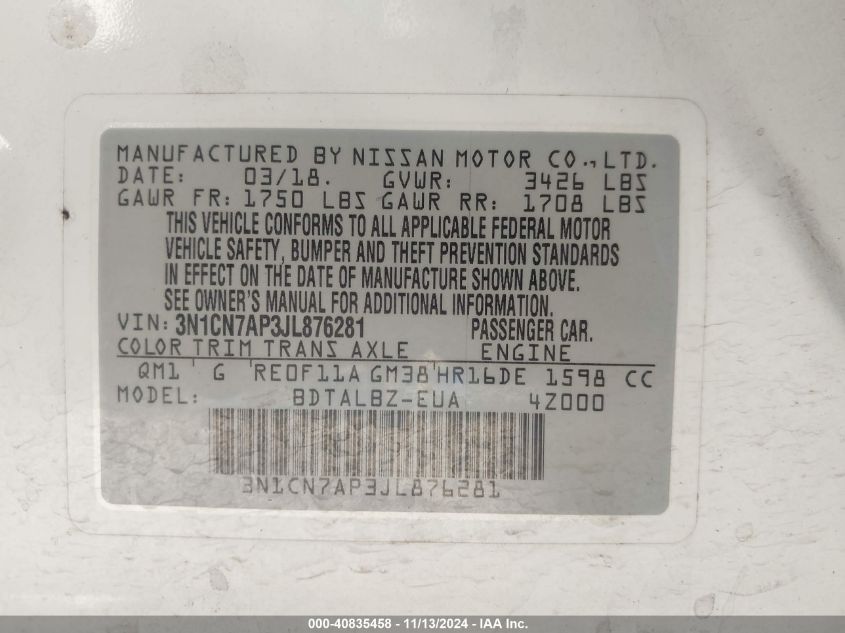 MANUFACTURED BY NISSAN MOTOR CO.,LTD.
DATE: 03/18. GVWR: 3426 LBS
GAWR FR: 1750 LBS GAWR RR: 1708 LBS
THIS VEHICLE CONFORMS TO ALL APPLICABLE FEDERAL MOTOR
VEHICLE SAFETY, BUMPER AND THEFT PREVENTION STANDARDS
IN EFFECT ON THE DATE OF MANUFACTURE SHOWN ABOVE.
SEE OWNER'S MANUAL FOR ADDITIONAL INFORMATION.
VIN: 3N1CN7AP3JL876281 PASSENGER CAR.
COLOR TRIM TRANS AXLE ENGINE
QM1 G RE0F11A GM38 HR16DE 1598 CC
MODEL: BDTALBZ-EUA 4Z000
3N1CN7AP3JL876281
000-40835458 - 11/13/2024 - IAA Inc.